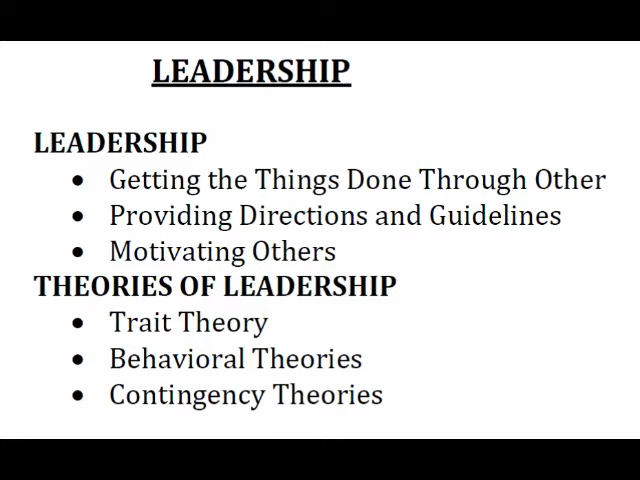 LEADERSHIP
LEADERSHIP
• Getting the Things Done Through Other
• Providing Directions and Guidelines
• Motivating Others
THEORIES OF LEADERSHIP
• Trait Theory
• Behavioral Theories
• Contingency Theories